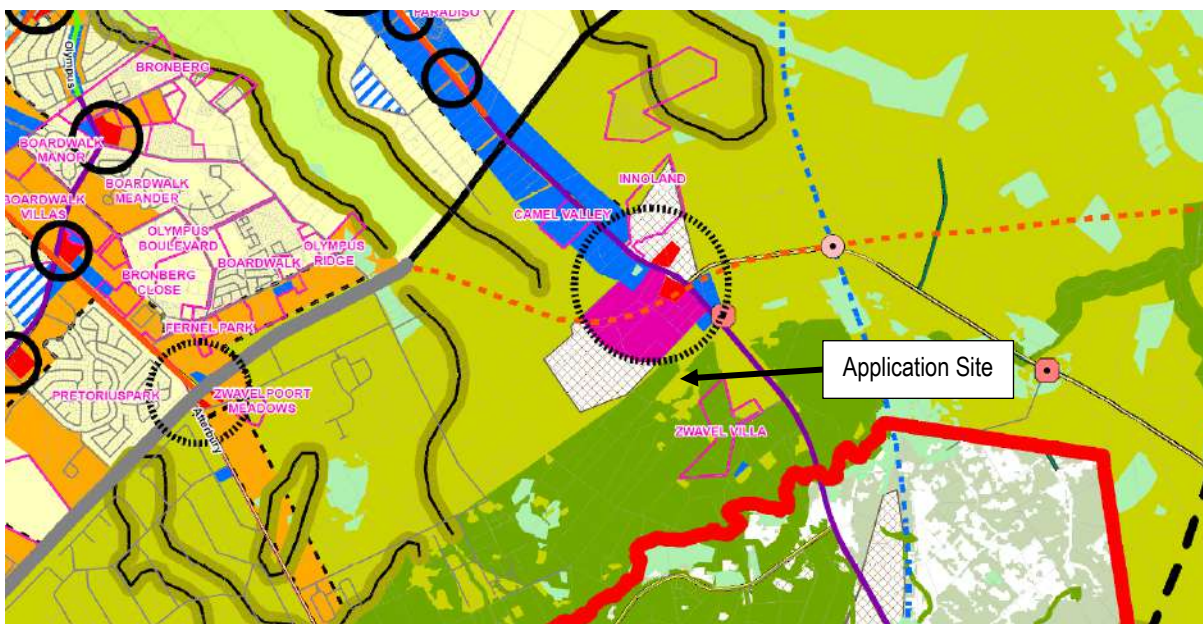 PARADISO
Olympus
BRONBERG
BOARDWALK
MANOR
BOARDWALK
MEANDER
BOARDWALK
VILLAS
OLYMPUS
BOULEVARD
BOARDWALK
OLYMPUS
RIDGE
BRONBERG
CLOSE
FERNEL PARK
PRETORIUSPARK
ZWAVELPOORT
MEADOWS
Atterbury
INNOLAND
CAMEL VALLEY
Application Site
ZWAVEL VILLA